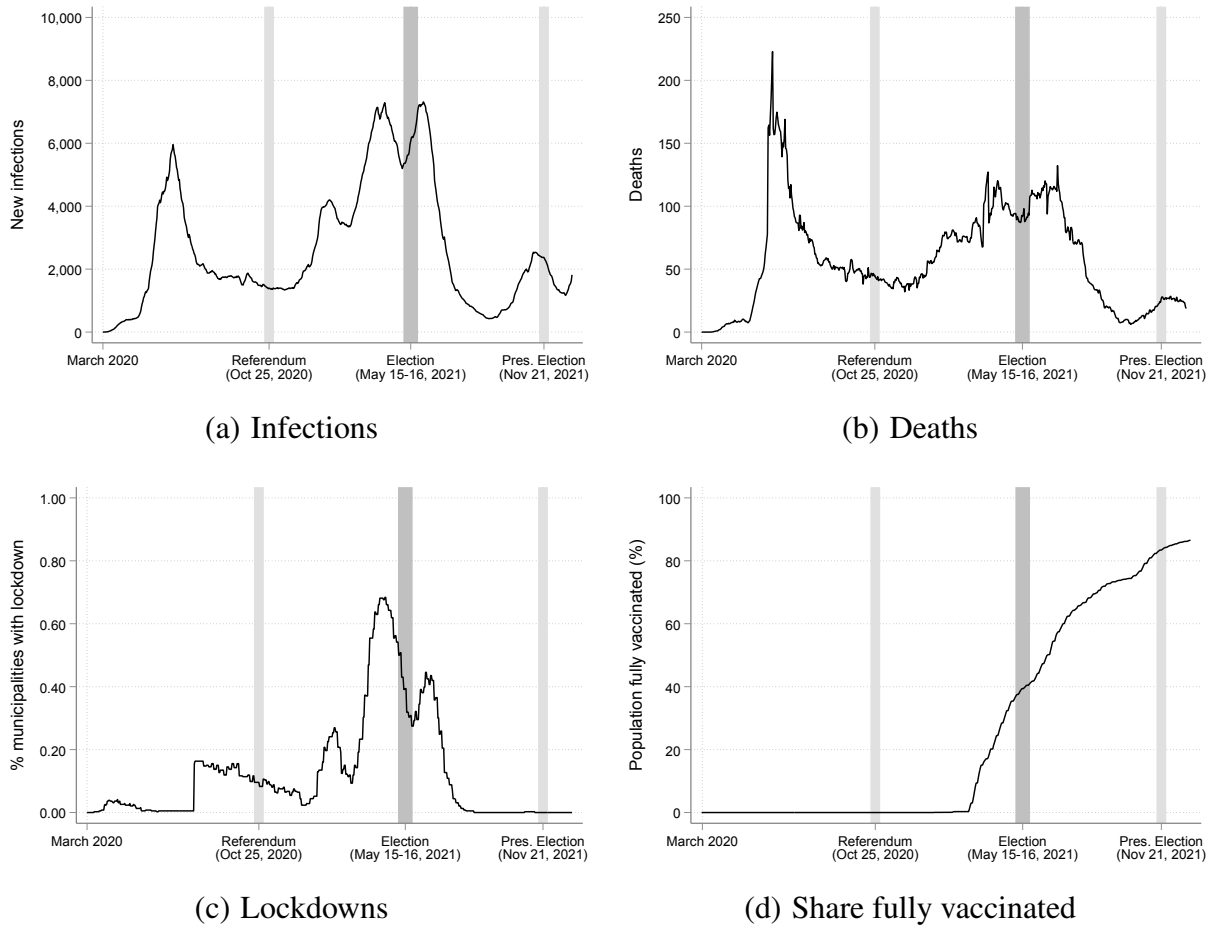 10,000
8,000
6,000
4,000
2,000
0
New infections
March 2020
Referendum
(Oct 25, 2020)
Election
(May 15-16, 2021)
Pres. Election
(Nov 21, 2021)
(a) Infections
250
200
150
100
50
0
Deaths
March 2020
Referendum
(Oct 25, 2020)
Election
(May 15-16, 2021)
Pres. Election
(Nov 21, 2021)
(b) Deaths
1.00
0.80
0.60
0.40
0.20
0.00
% municipalities with lockdown
March 2020
Referendum
(Oct 25, 2020)
Election
(May 15-16, 2021)
Pres. Election
(Nov 21, 2021)
(c) Lockdowns
100
80
60
40
20
0
Population fully vaccinated (%)
March 2020
Referendum
(Oct 25, 2020)
Election
(May 15-16, 2021)
Pres. Election
(Nov 21, 2021)
(d) Share fully vaccinated